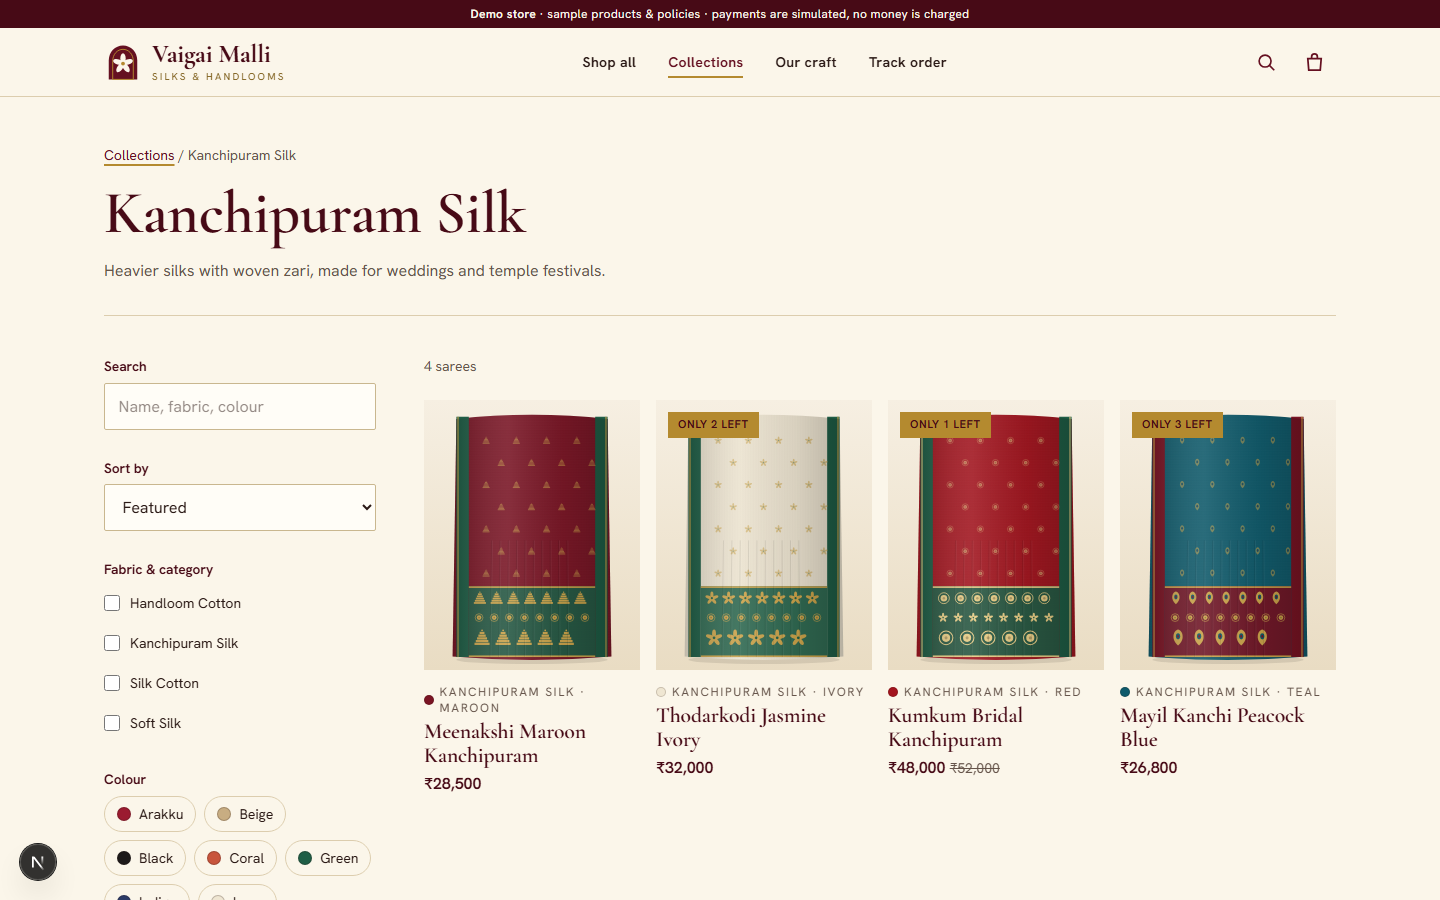 Demo store · sample products & policies · payments are simulated, no money is charged
Vaigai Malli
SILKS & HANDLOOMS
Shop all
Collections
Our craft
Track order
Collections / Kanchipuram Silk
Kanchipuram Silk
Heavier silks with woven zari, made for weddings and temple festivals.
Search
Name, fabric, colour
Sort by
Featured
Fabric & category
Handloom Cotton
Kanchipuram Silk
Silk Cotton
Soft Silk
Colour
Arakku
Beige
Black
Coral
Green
4 sarees
KANCHIPURAM SILK ·
MAROON
Meenakshi Maroon
Kanchipuram
₹28,500
ONLY 2 LEFT
KANCHIPURAM SILK · IVORY
Thodarkodi Jasmine
Ivory
₹32,000
ONLY 1 LEFT
KANCHIPURAM SILK · RED
Kumkum Bridal
Kanchipuram
₹48,000 ₹52,000
ONLY 3 LEFT
KANCHIPURAM SILK · TEAL
Mayil Kanchi Peacock
Blue
₹26,800
N